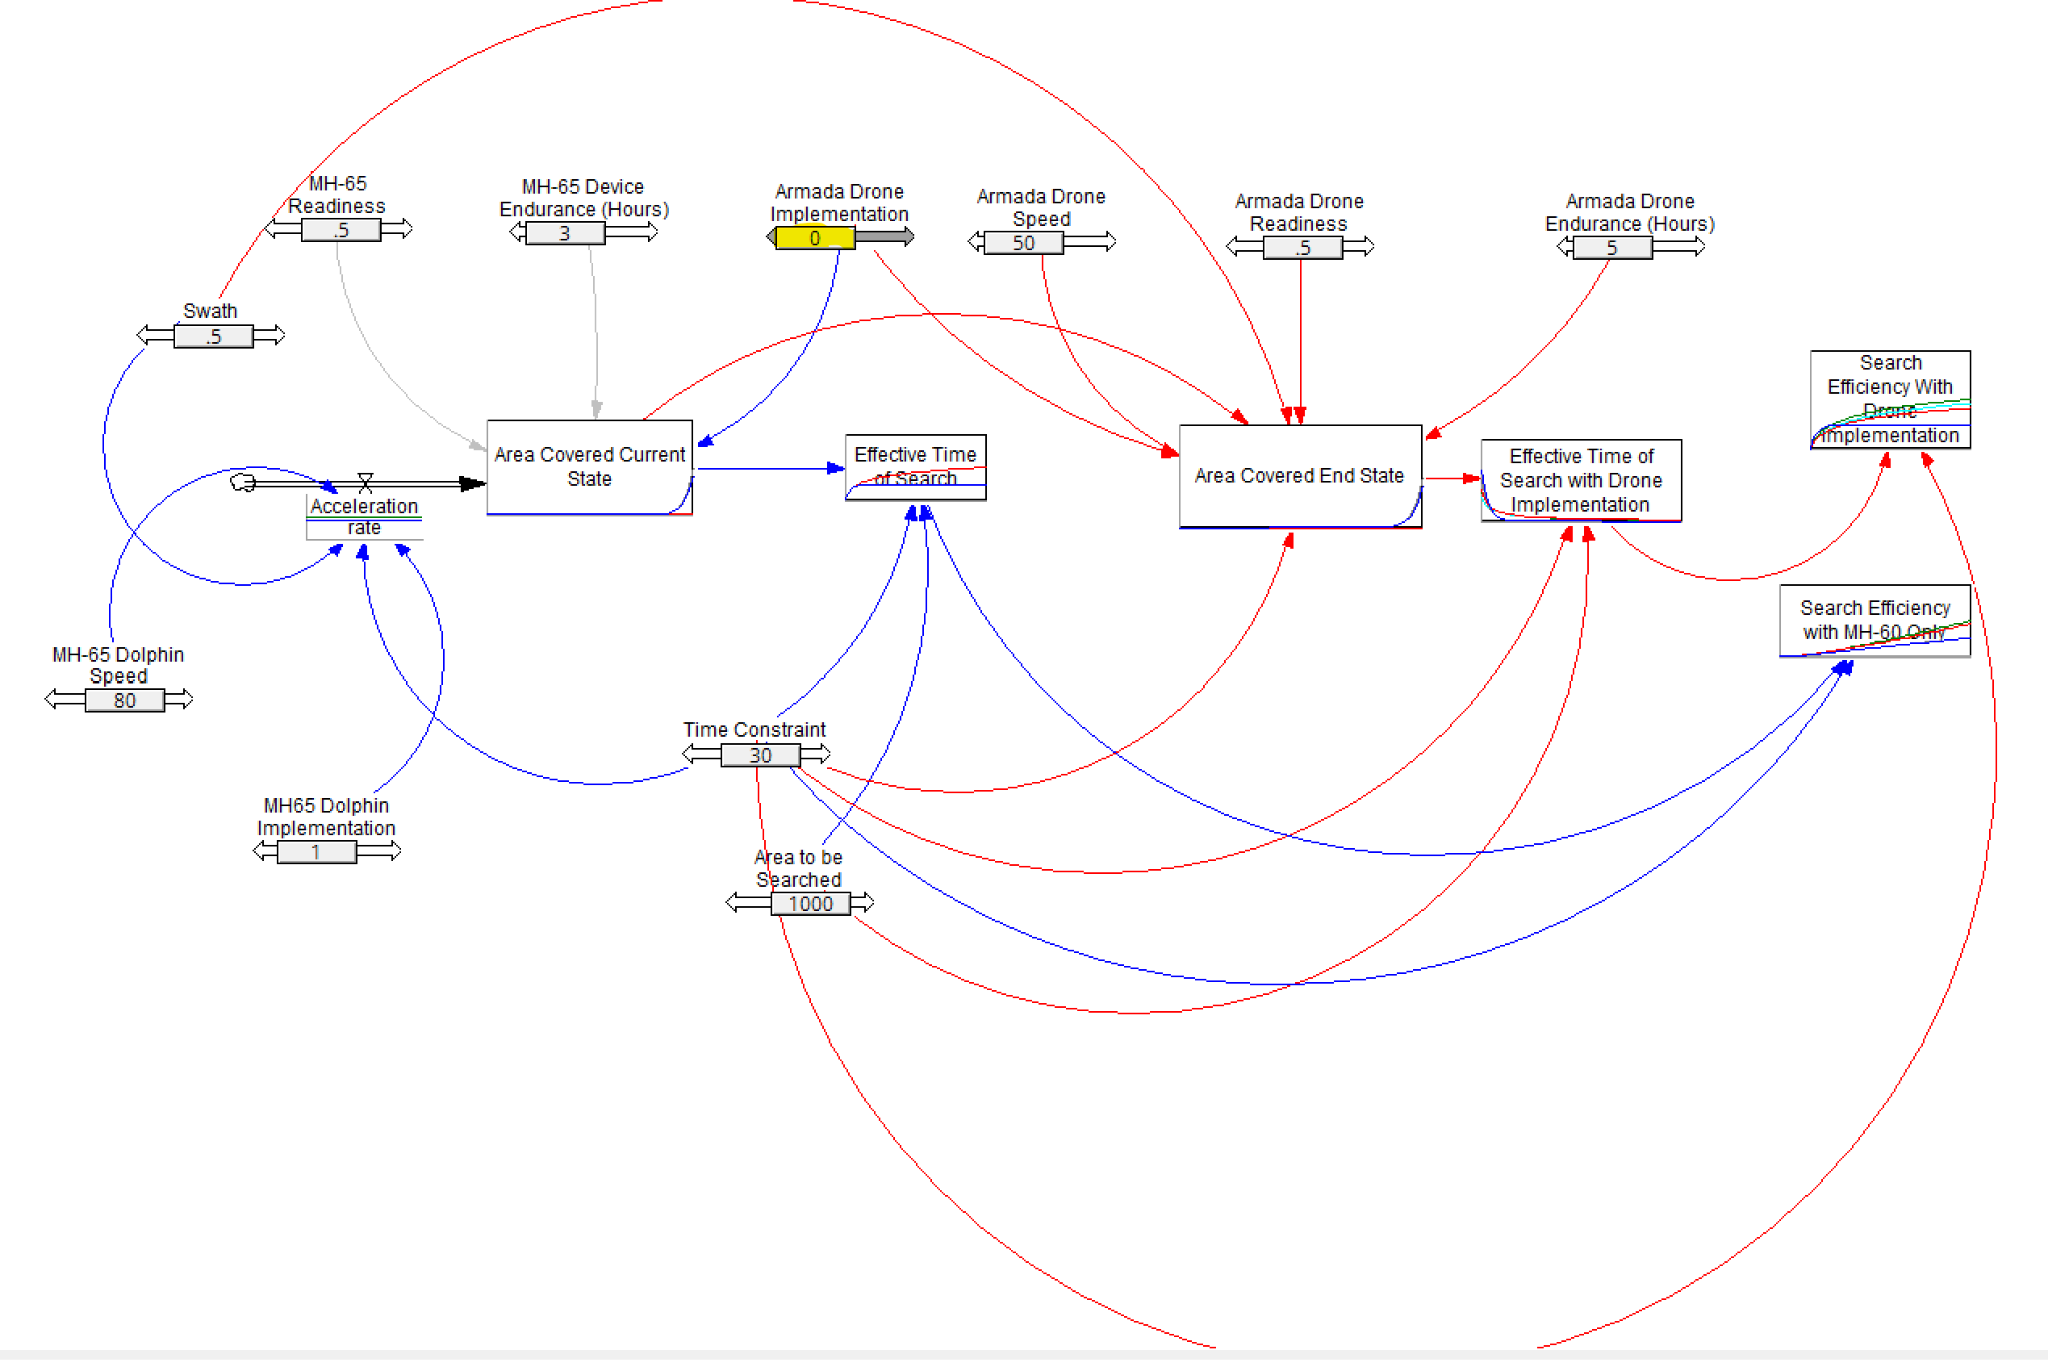 MH-65
Readiness
.5
MH-65 Device
Endurance (Hours)
3
Armada Drone
Implementation
0
Armada Drone
Speed
50
Armada Drone
Readiness
.5
Armada Drone
Endurance (Hours)
5
Swath
.5
Search
Efficiency With
Drone
Implementation
Area Covered Current
State
Effective Time
of Search
Area Covered End State
Effective Time of
Search with Drone
Implementation
Acceleration
rate
Search Efficiency
with MH-60 Only
MH-65 Dolphin
Speed
80
Time Constraint
30
MH65 Dolphin
Implementation
1
Area to be
Searched
1000